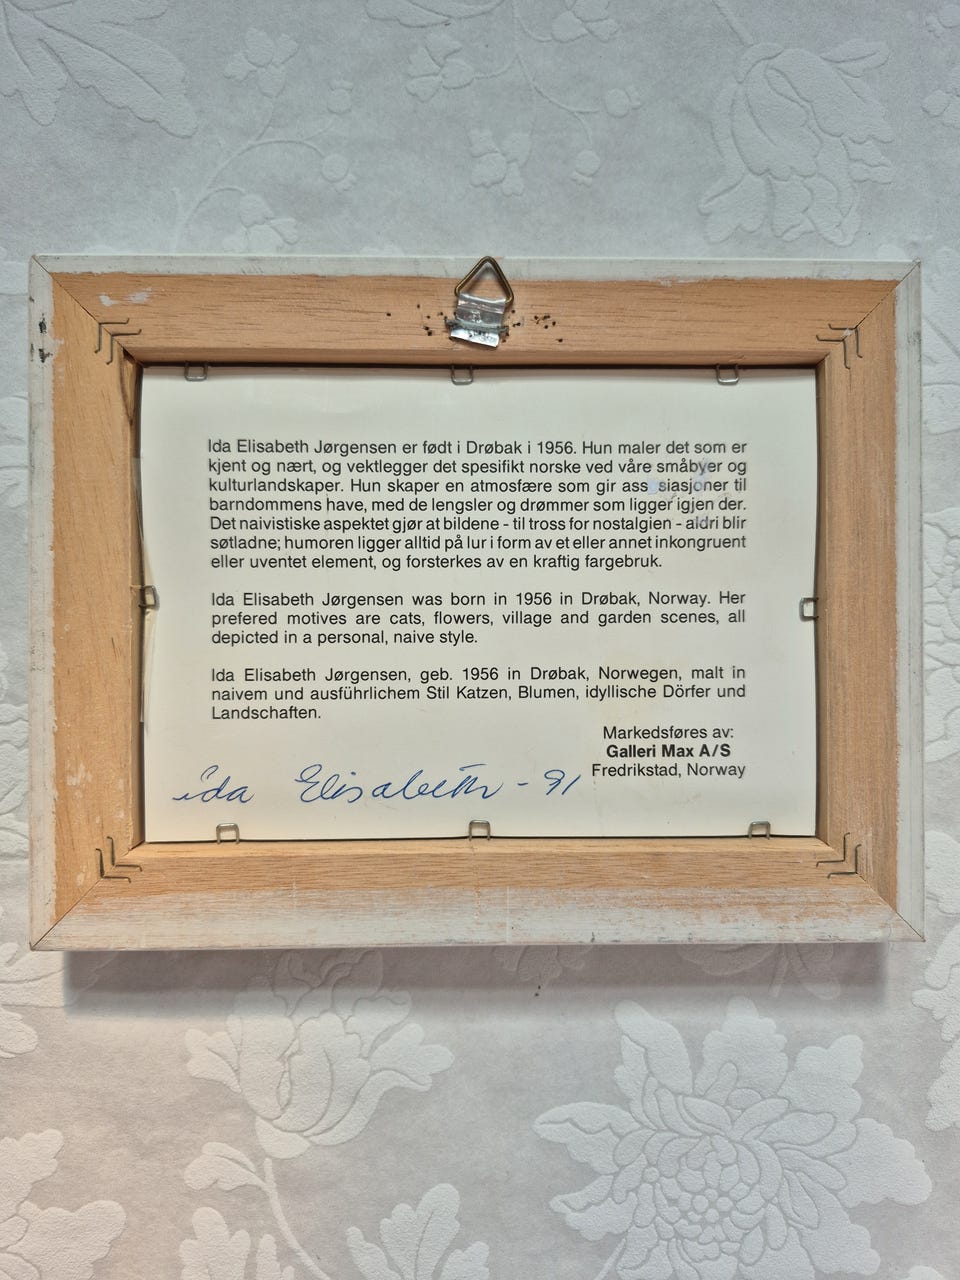 Ida Elisabeth Jørgensen er født i Drøbak i 1956. Hun maler det som er
kjent og nært, og vektlegger det spesifikt norske ved våre småbyer og
kulturlandskaper. Hun skaper en atmosfære som gir ass siasjoner til
barndommens have, med de lengsler og drømmer som ligger igjen der.
Det naivistiske aspektet gjør at bildene - til tross for nostalgien - aldri blir
søtladne; humoren ligger alltid på lur i form av et eller annet inkongruent
eller uventet element, og forsterkes av en kraftig fargebruk.
Ida Elisabeth Jørgensen was born in 1956 in Drøbak, Norway. Her
prefered motives are cats, flowers, village and garden scenes, all
depicted in a personal, naive style.
Ida Elisabeth Jørgensen, geb. 1956 in Drøbak, Norwegen, malt in
naivem und ausführlichem Stil Katzen, Blumen, idyllische Dörfer und
Landschaften.
Markedsføres av:
Galleri Max A/S
Fredrikstad, Norway
ida Elisabeth - 91